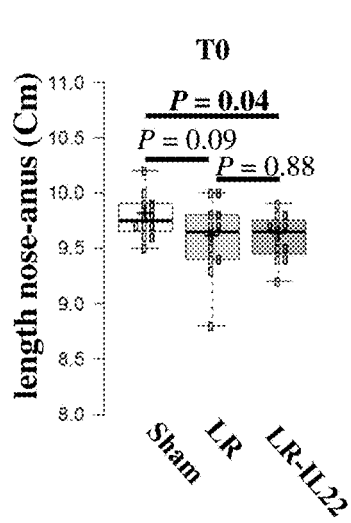 T0
length nose-anus (Cm)
11.0
10.5
10.0
9.5
9.0
8.5
8.0
P = 0.04
P = 0.09
P = 0.88
Sham
LR
LR-IL22